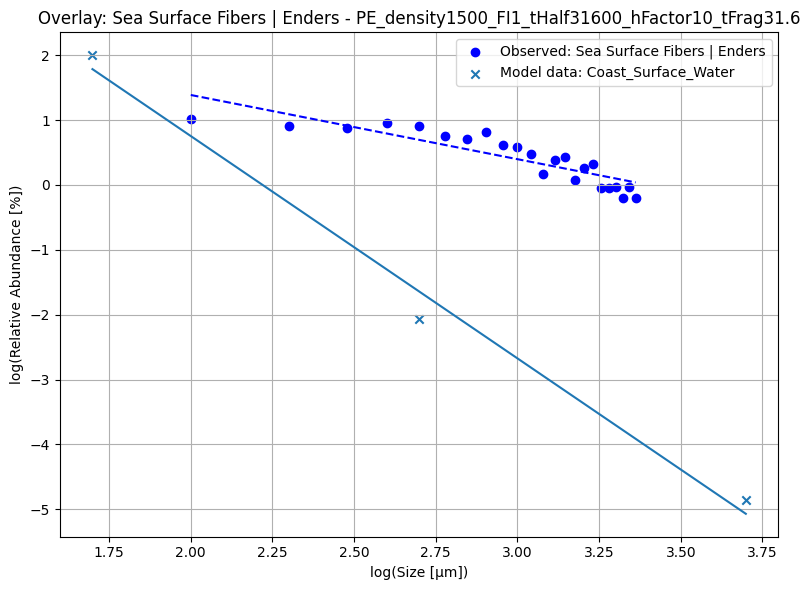 Overlay: Sea Surface Fibers | Enders - PE_density1500_FI1_tHalf31600_hFactor10_tFrag31.6
Observed: Sea Surface Fibers | Enders
Model data: Coast_Surface_Water
log(Relative Abundance [%])
2
1
0
−1
−2
−3
−4
−5
1.75 2.00 2.25 2.50 2.75 3.00 3.25 3.50 3.75
log(Size [μm])